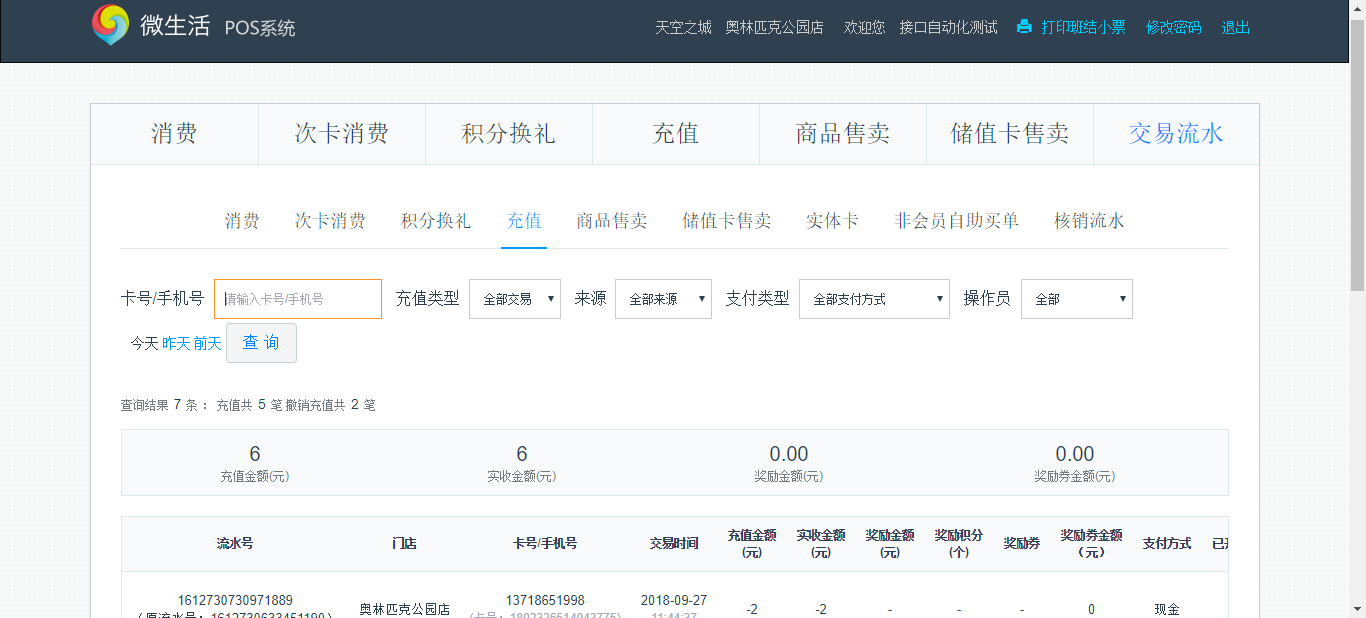 微生活 POS系统 天空之城 奥林匹克公园店 欢迎您 接口自动化测试 打印班结小票 修改密码 退出
消费 次卡消费 积分换礼 充值 商品售卖 储值卡售卖 交易流水
消费 次卡消费 积分换礼 充值 商品售卖 储值卡售卖 实体卡 非会员自助买单 核销流水
卡号/手机号 请输入卡号/手机号 充值类型 全部交易 来源 全部来源 支付类型 全部支付方式 操作员 全部
今天 昨天 前天 查 询
查询结果 7 条 ： 充值共 5 笔 撤销充值共 2 笔
6 6 0.00 0.00
充值金额(元) 实收金额(元) 奖励金额(元) 奖励券金额(元)
流水号 门店 卡号/手机号 交易时间 充值金额(元) 实收金额(元) 奖励金额(元) 奖励积分(个) 奖励券 奖励券金额(元) 支付方式
1612730730971889 13718651998 2018-09-27
奥林匹克公园店 -2 -2 - - - 0 现金